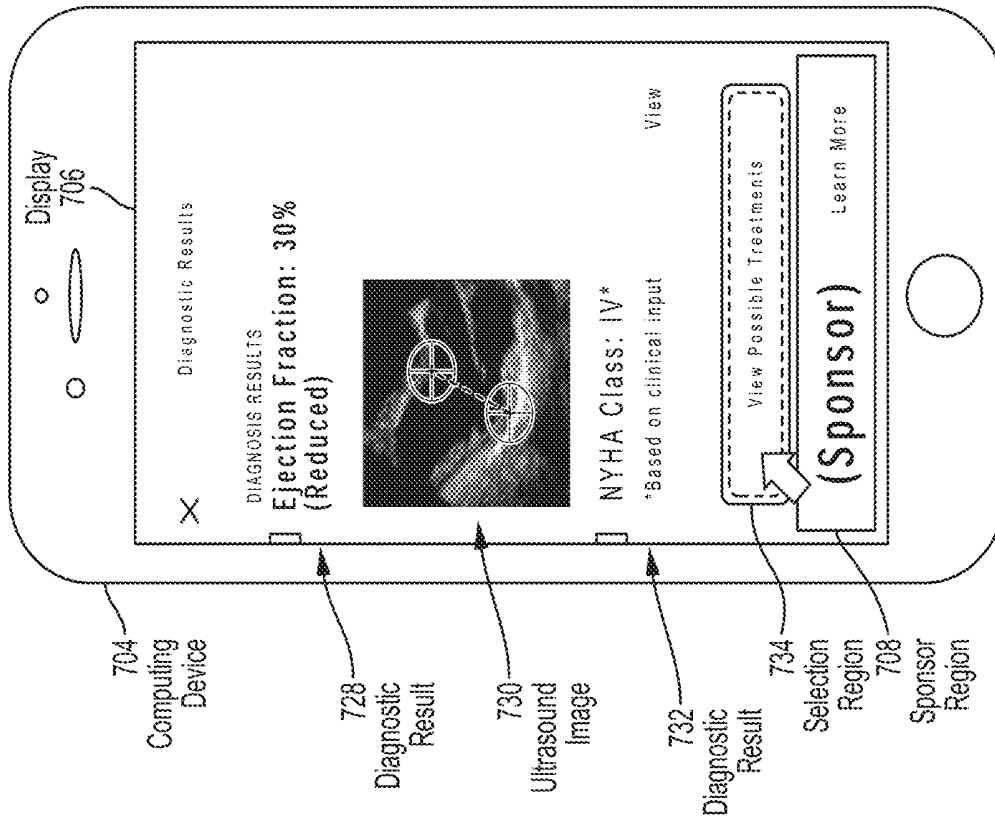 Display
706
X
Diagnostic Results
DIAGNOSIS RESULTS
Ejection Fraction: 30%
(Reduced)
NYHA Class: IV*
*Based on clinical input
View
View Possible Treatments
(Sponsor)
Learn More
704
Computing
Device
728
Diagnostic
Result
730
Ultrasound
Image
732
Diagnostic
Result
734
Selection
Region
708
Sponsor
Region